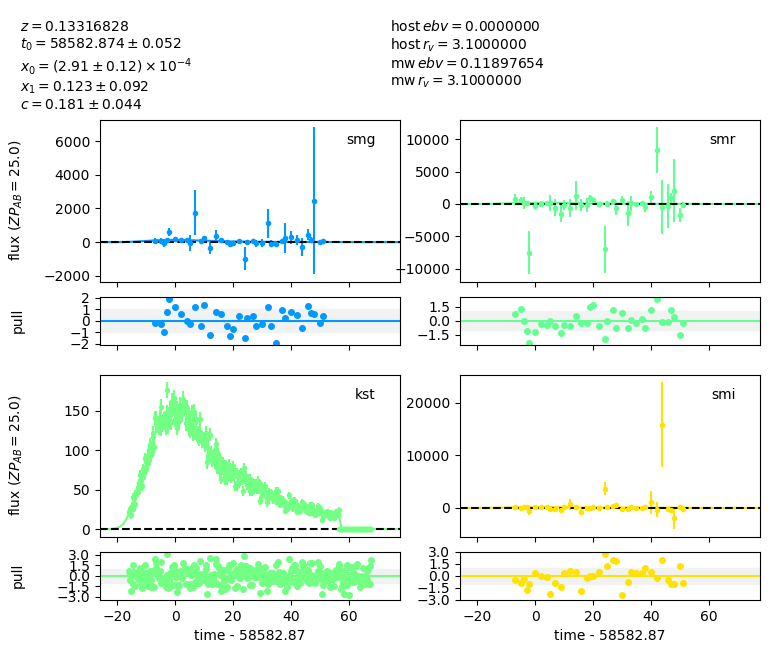 z = 0.13316828
t₀ = 58582.874 ± 0.052
x₀ = (2.91 ± 0.12) × 10⁻⁴
x₁ = 0.123 ± 0.092
c = 0.181 ± 0.044
host ebv = 0.0000000
host r_v = 3.1000000
mw ebv = 0.11897654
mw r_v = 3.1000000
flux (ZP_AB = 25.0)
6000
4000
2000
0
−2000
smg
10000
5000
0
−5000
−10000
smr
pull
2
1
0
−1
−2
1.5
0.0
−1.5
flux (ZP_AB = 25.0)
150
100
50
0
kst
20000
10000
0
smi
pull
3.0
1.5
0.0
−1.5
−3.0
3.0
1.5
0.0
−1.5
−3.0
−20 0 20 40 60
−20 0 20 40 60
time - 58582.87
time - 58582.87